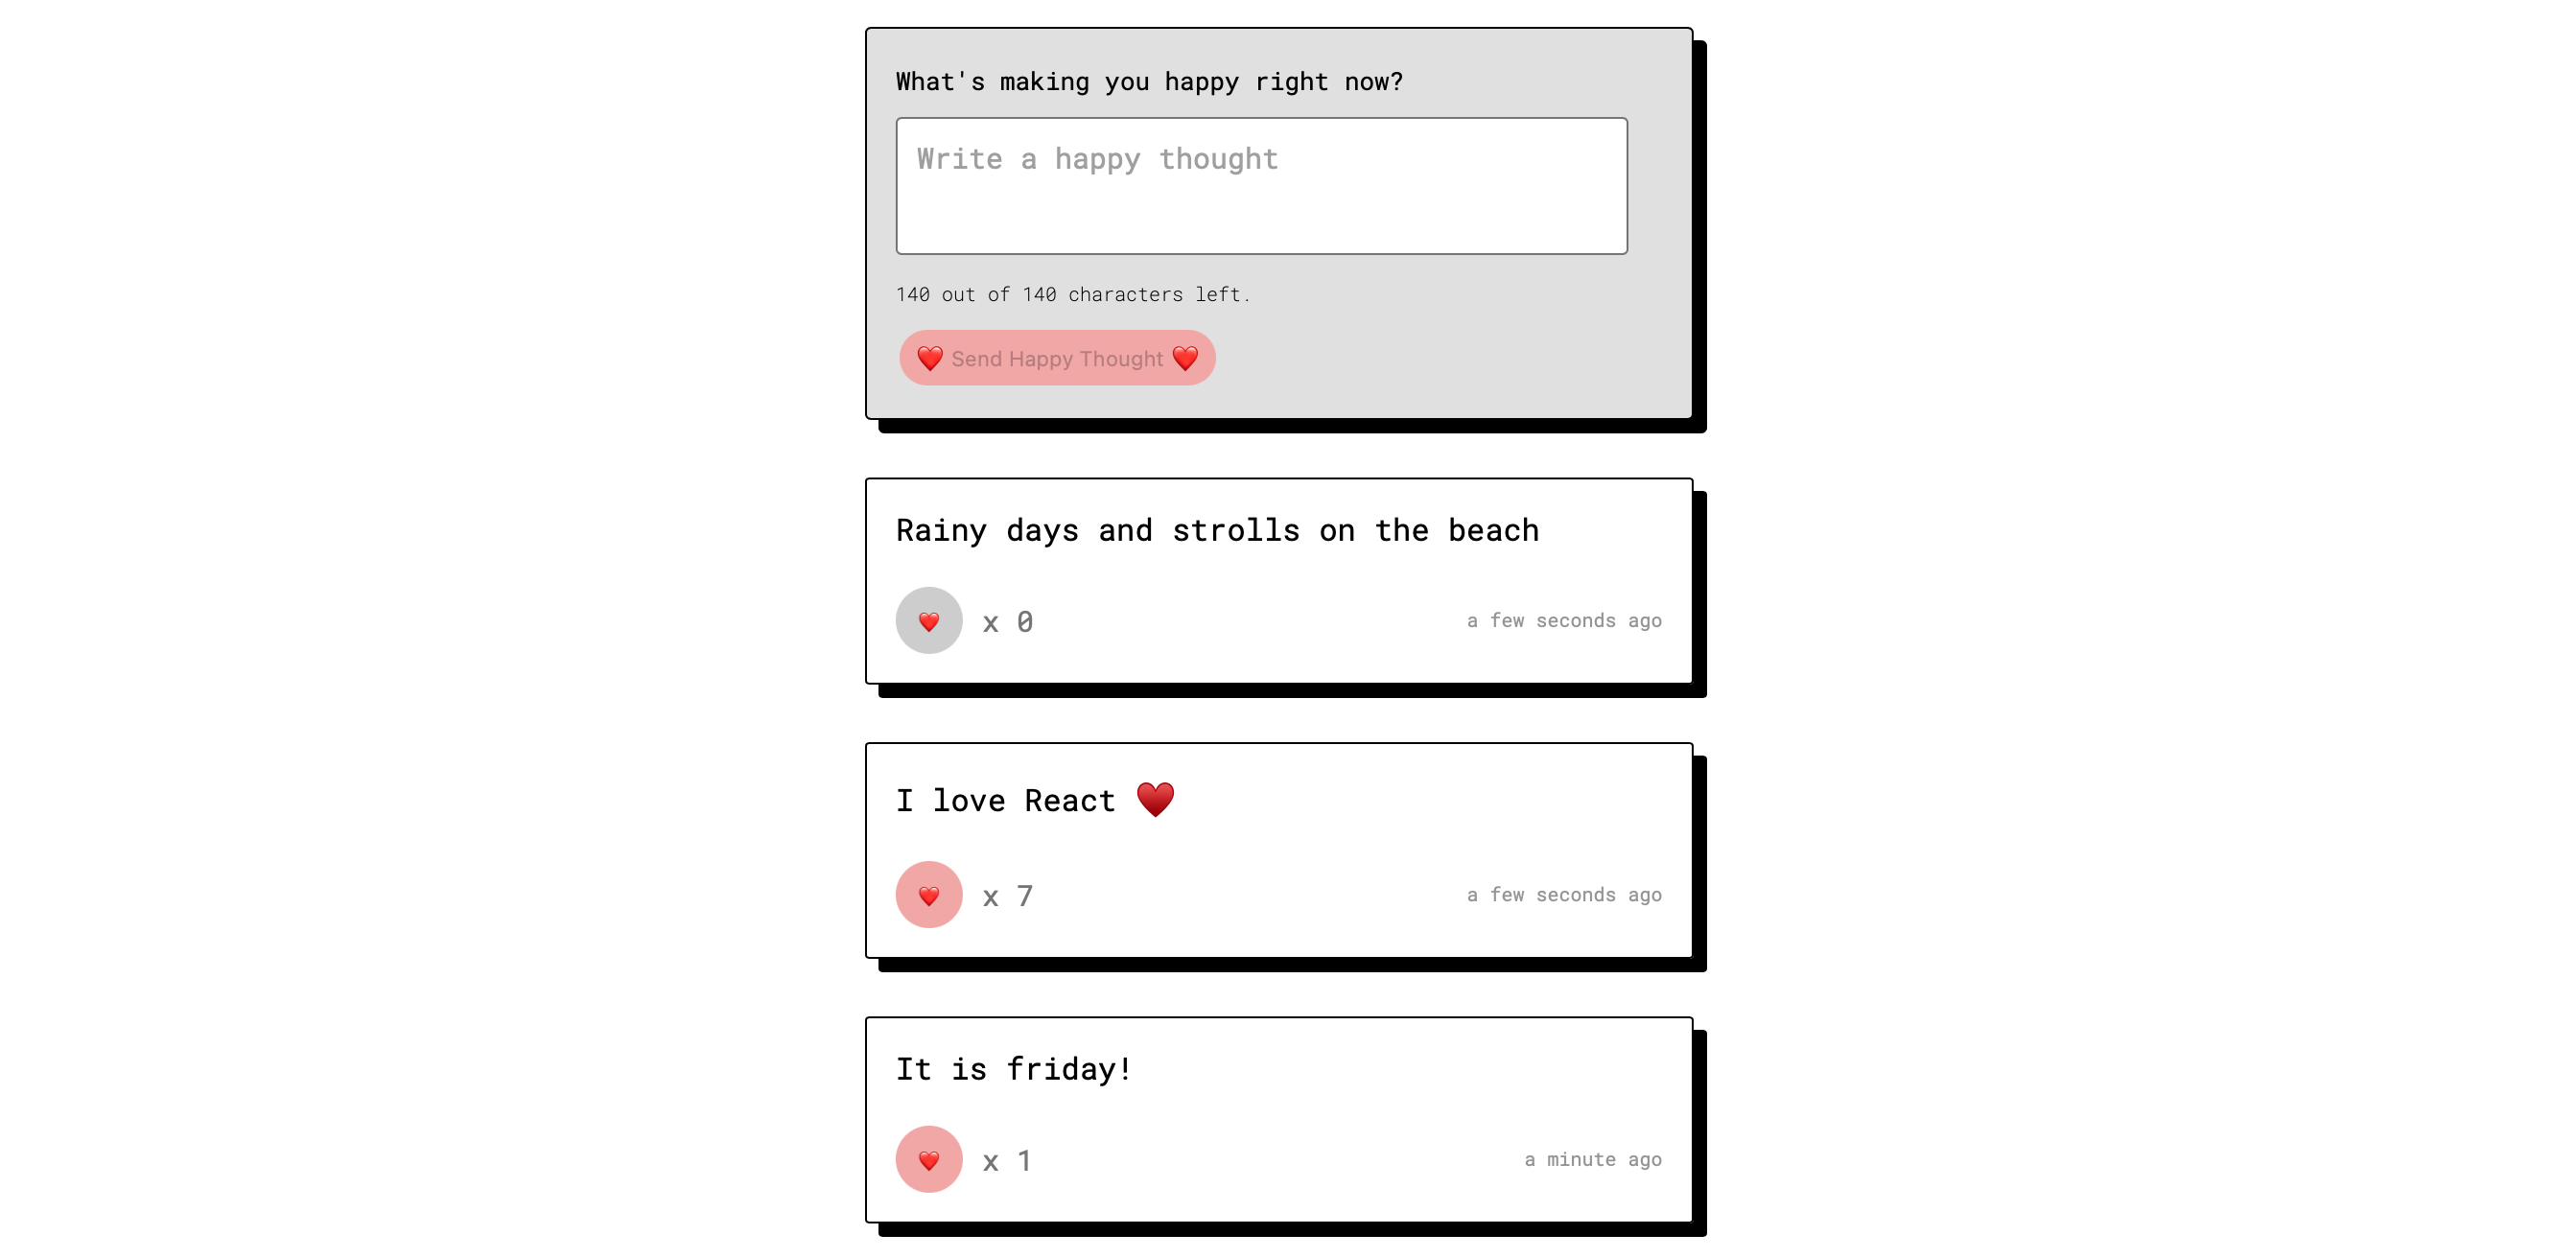 What's making you happy right now?
Write a happy thought
140 out of 140 characters left.
❤️ Send Happy Thought ❤️
Rainy days and strolls on the beach
❤️ x 0
a few seconds ago
I love React ♥️
❤️ x 7
a few seconds ago
It is friday!
❤️ x 1
a minute ago